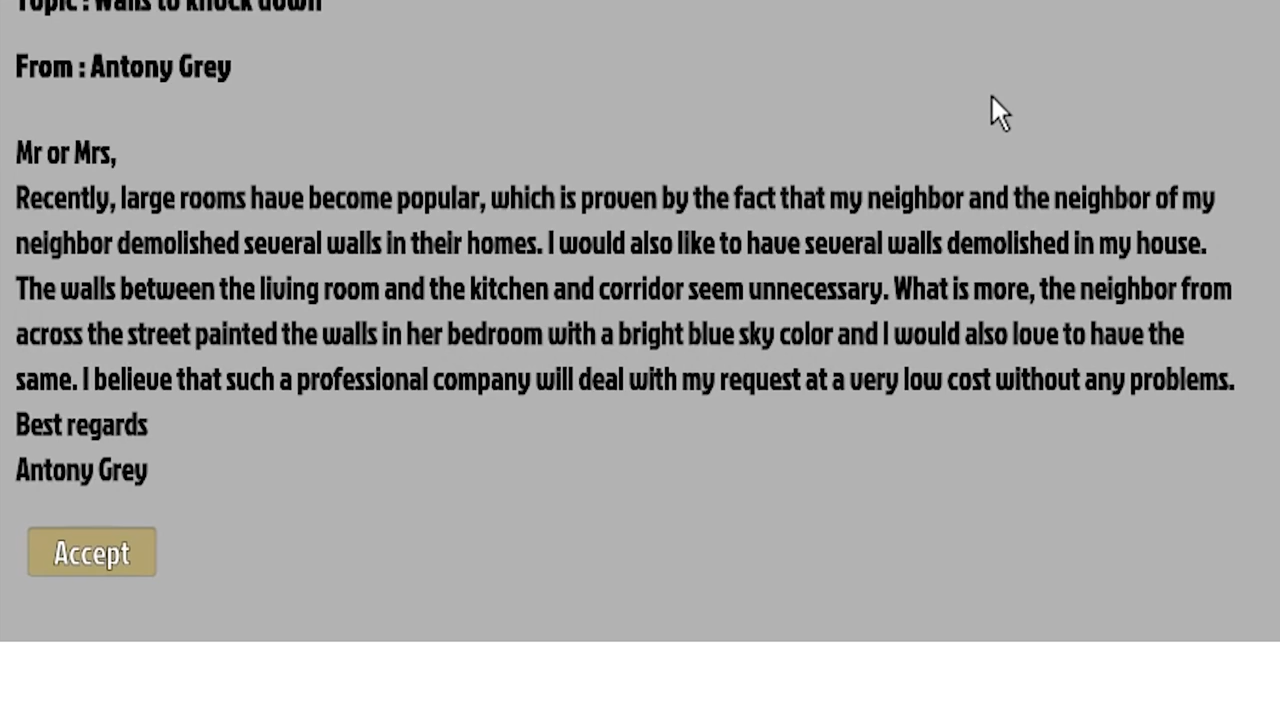 Topic : Walls to knock down
From : Antony Grey
Mr or Mrs,
Recently, large rooms have become popular, which is proven by the fact that my neighbor and the neighbor of my
neighbor demolished several walls in their homes. I would also like to have several walls demolished in my house.
The walls between the living room and the kitchen and corridor seem unnecessary. What is more, the neighbor from
across the street painted the walls in her bedroom with a bright blue sky color and I would also love to have the
same. I believe that such a professional company will deal with my request at a very low cost without any problems.
Best regards
Antony Grey
Accept